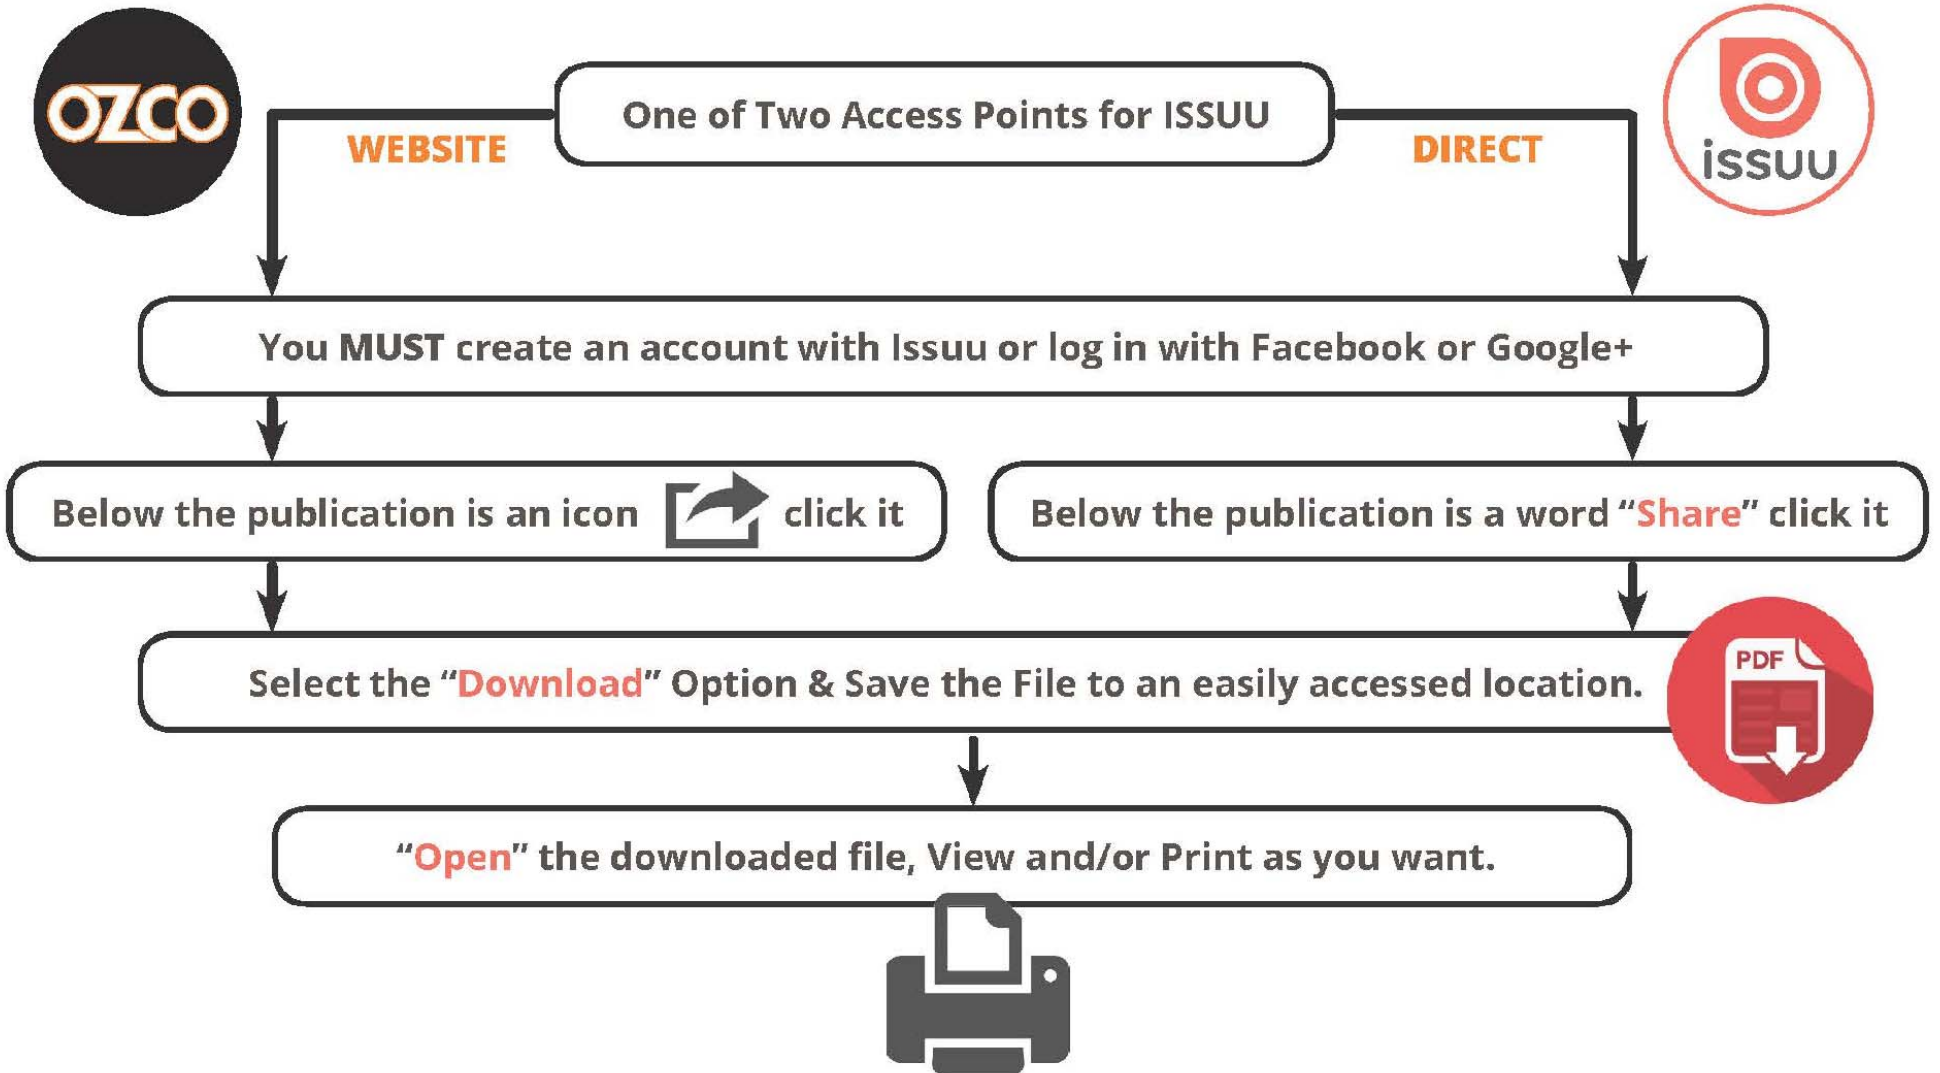 OZCO
One of Two Access Points for ISSUU
issuu
WEBSITE
DIRECT
You MUST create an account with Issuu or log in with Facebook or Google+
Below the publication is an icon click it
Below the publication is a word “Share” click it
Select the “Download” Option & Save the File to an easily accessed location.
PDF
“Open” the downloaded file, View and/or Print as you want.